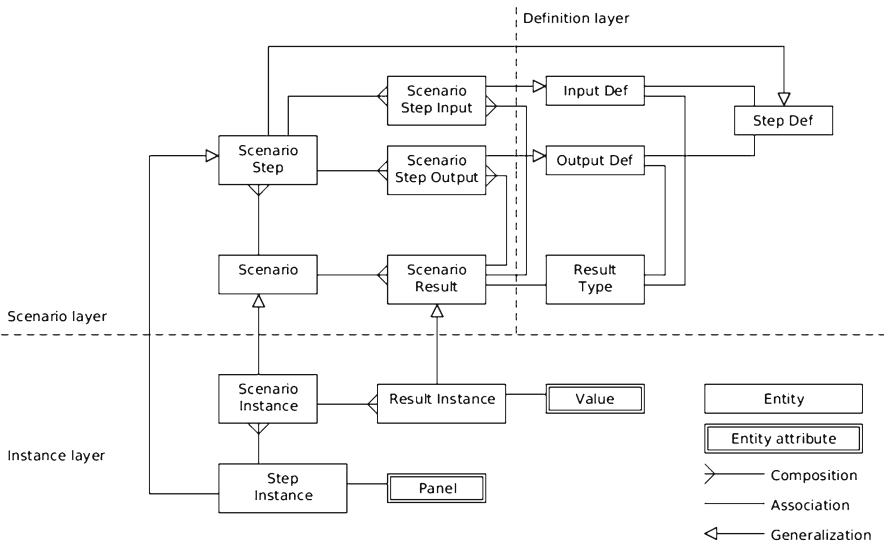 Definition layer
Scenario
Step Input
Input Def
Step Def
Scenario
Step
Scenario
Step Output
Output Def
Scenario
Scenario
Result
Result
Type
Scenario layer
Scenario
Instance
Result Instance
Value
Entity
Entity attribute
Instance layer
Step
Instance
Panel
Composition
Association
Generalization